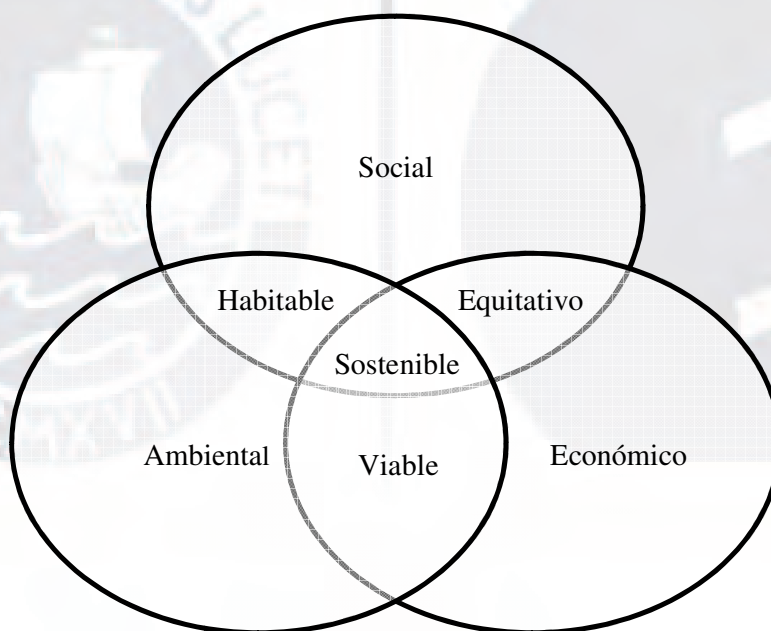 Social
Habitable
Equitativo
Sostenible
Ambiental
Viable
Económico